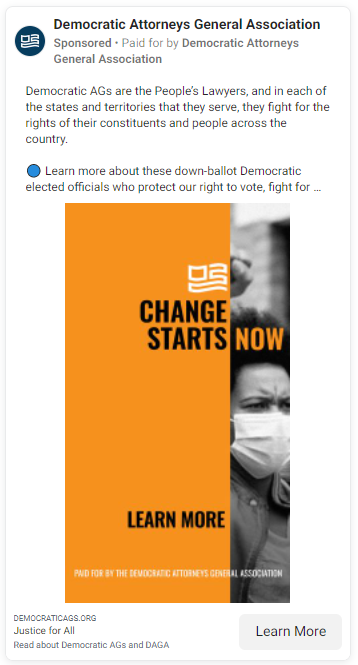 Democratic Attorneys General Association
Sponsored • Paid for by Democratic Attorneys
General Association
Democratic AGs are the People's Lawyers, and in each of
the states and territories that they serve, they fight for the
rights of their constituents and people across the
country.
🔵 Learn more about these down-ballot Democratic
elected officials who protect our right to vote, fight for ...
CHANGE
STARTS NOW
LEARN MORE
PAID FOR BY THE DEMOCRATIC ATTORNEYS GENERAL ASSOCIATION
DEMOCRATICAGS.ORG
Justice for All
Read about Democratic AGs and DAGA
Learn More